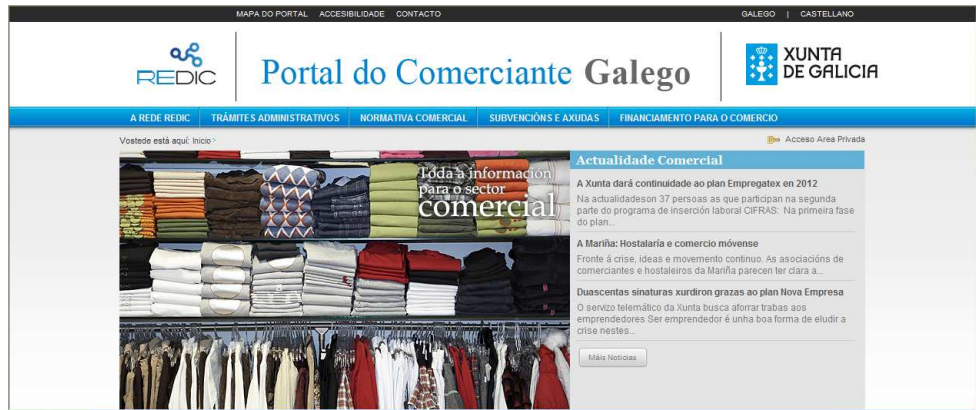 MAPA DO PORTAL ACCESIBILIDADE CONTACTO
GALEGO | CASTELLANO
REDIC
Portal do Comerciante Galego
XUNTA
DE GALICIA
A REDE REDIC TRÁMITES ADMINISTRATIVOS NORMATIVA COMERCIAL SUBVENCIÓNS E AXUDAS FINANCIAMENTO PARA O COMERCIO
Vostede está aquí: Inicio >
Acceso Area Privada
Toda a información
para o sector
comercial
Actualidade Comercial
A Xunta dará continuidade ao plan Empregatex en 2012
Na actualidadeson 37 persoas as que participan na segunda
parte do programa de inserción laboral CIFRAS: Na primeira fase
do plan...
A Mariña: Hostalaría e comercio móvense
Fronte á crise, ideas e movemento continuo. As asociacións de
comerciantes e hostaleiros da Mariña parecen ter clara a...
Duascentas sinaturas xurdiron grazas ao plan Nova Empresa
O servizo telemático da Xunta busca aforrar trabas aos
emprendedores Ser emprendedor é unha boa forma de eludir a
crise nestes...
Máis Noticias